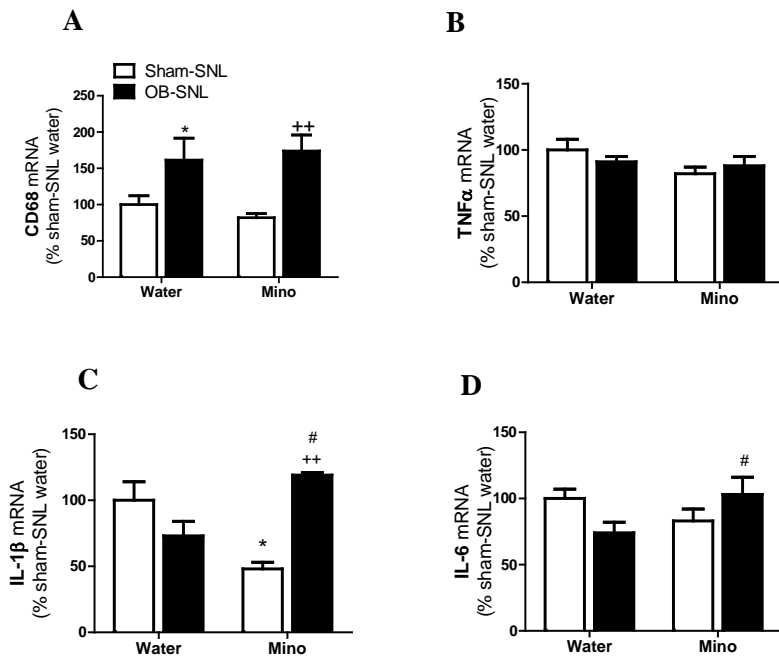 A
Sham-SNL
OB-SNL
CD68 mRNA
(% sham-SNL water)
250
200
150
100
50
0
*
++
Water
Mino
B
TNFα mRNA
(% sham-SNL water)
150
100
50
0
Water
Mino
C
IL-1β mRNA
(% sham-SNL water)
150
100
50
0
*
#
++
Water
Mino
D
IL-6 mRNA
(% sham-SNL water)
150
100
50
0
#
Water
Mino